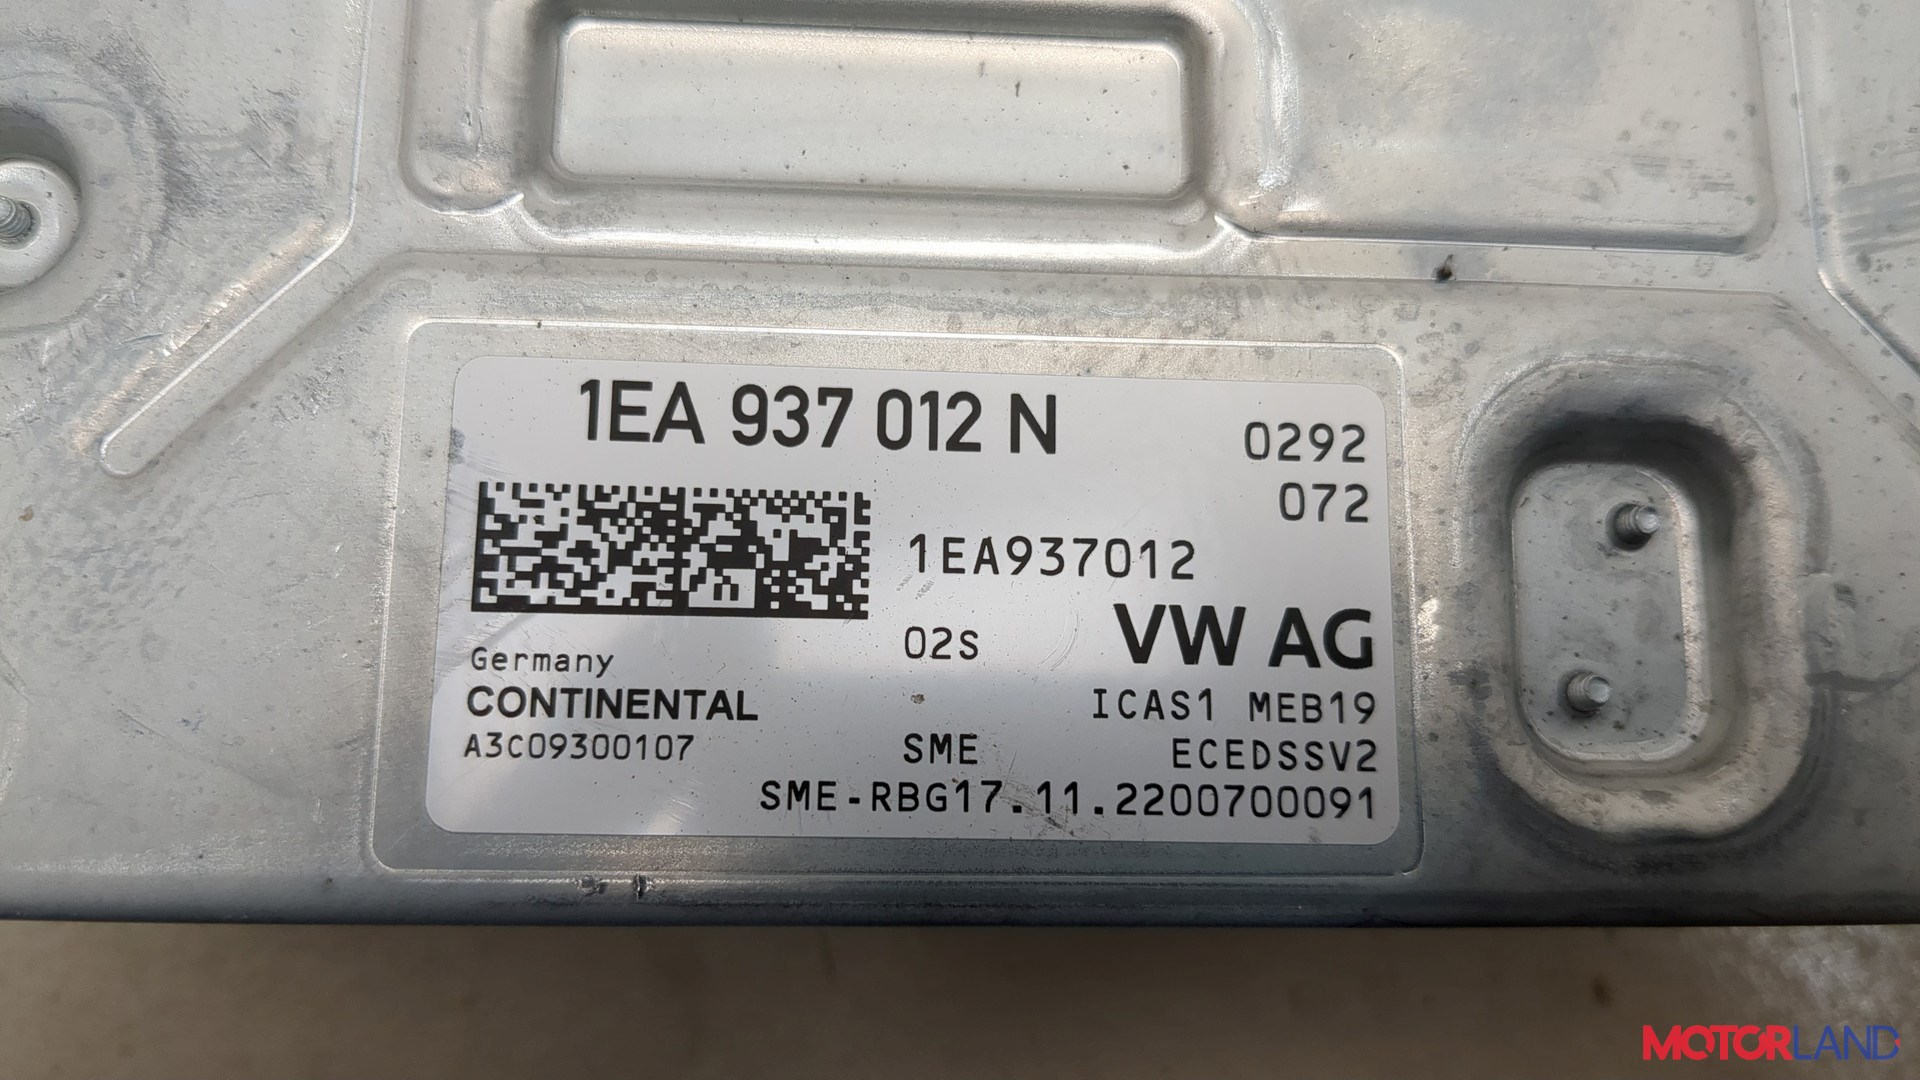 1EA 937 012 N
0292
072
1EA937012
02S
VW AG
Germany
CONTINENTAL
ICAS1 MEB19
A3C09300107
SME
ECEDSSV2
SME-RBG17.11.2200700091
MOTORLAND